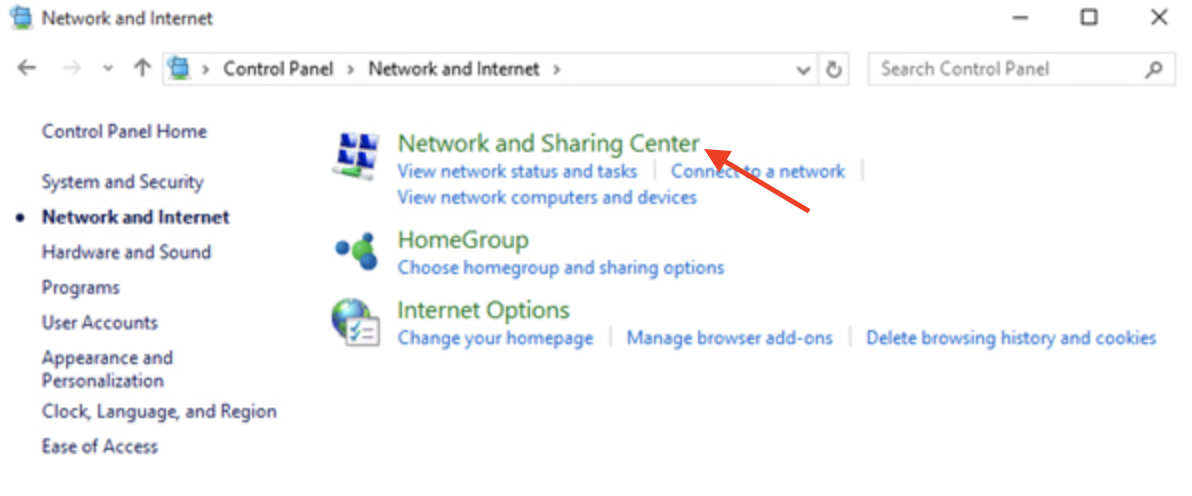 Network and Internet
Control Panel > Network and Internet >
Search Control Panel
Control Panel Home
System and Security
Network and Internet
Hardware and Sound
Programs
User Accounts
Appearance and
Personalization
Clock, Language, and Region
Ease of Access
Network and Sharing Center
View network status and tasks | Connect to a network |
View network computers and devices
HomeGroup
Choose homegroup and sharing options
Internet Options
Change your homepage | Manage browser add-ons | Delete browsing history and cookies